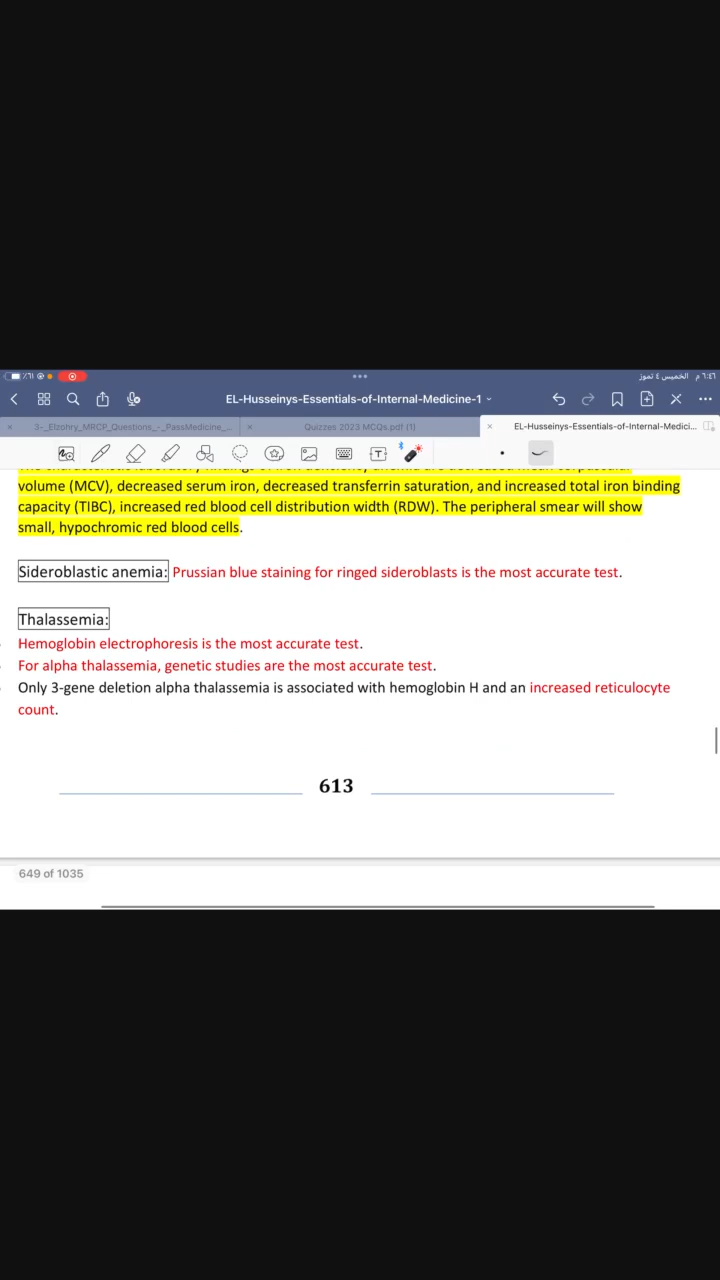 ٪٦١
٦:٤٦ م الخميس ٤ تموز
EL-Husseinys-Essentials-of-Internal-Medicine-1
3-_Elzohry_MRCP_Questions_-_PassMedicine_...
Quizzes 2023 MCQs.pdf (1)
EL-Husseinys-Essentials-of-Internal-Medici...
volume (MCV), decreased serum iron, decreased transferrin saturation, and increased total iron binding
capacity (TIBC), increased red blood cell distribution width (RDW). The peripheral smear will show
small, hypochromic red blood cells.
Sideroblastic anemia: Prussian blue staining for ringed sideroblasts is the most accurate test.
Thalassemia:
Hemoglobin electrophoresis is the most accurate test.
For alpha thalassemia, genetic studies are the most accurate test.
Only 3-gene deletion alpha thalassemia is associated with hemoglobin H and an increased reticulocyte
count.
613
649 of 1035